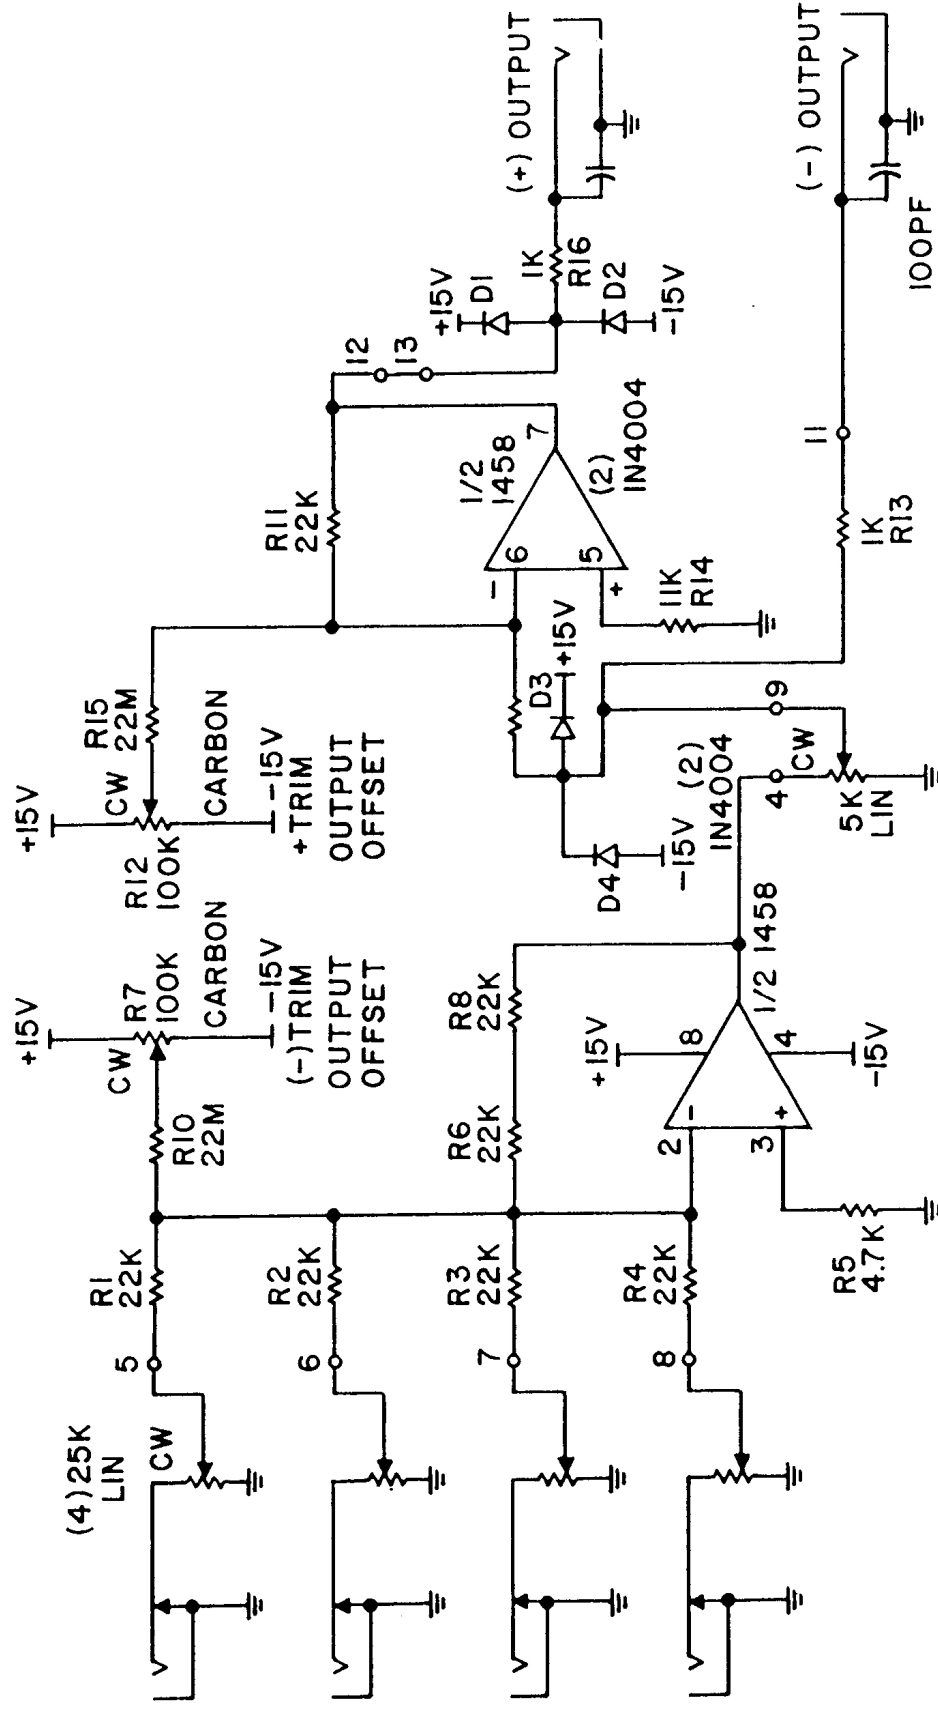 (4)25K
LIN
CW
5
R1
22K
6
R2
22K
7
R3
22K
8
R4
22K
R10
22M
CW
+15V
R7
100K
CARBON
-15V
(-)TRIM
OUTPUT
OFFSET
+15V
R12
100K
CW
CARBON
-15V
+TRIM
OUTPUT
OFFSET
R15
22M
R6
22K
R8
22K
2
-
3
+
+15V
8
4
-15V
1/2 1458
R5
4.7K
4
CW
5K
LIN
9
D4
-15V
(2)
IN4004
D3
+15V
R11
22K
-
6
5
+
7
1/2
1458
(2)
IN4004
11K
R14
12
13
+15V
D1
D2
-15V
1K
R16
(+) OUTPUT
1K
R13
11
100PF
(-) OUTPUT